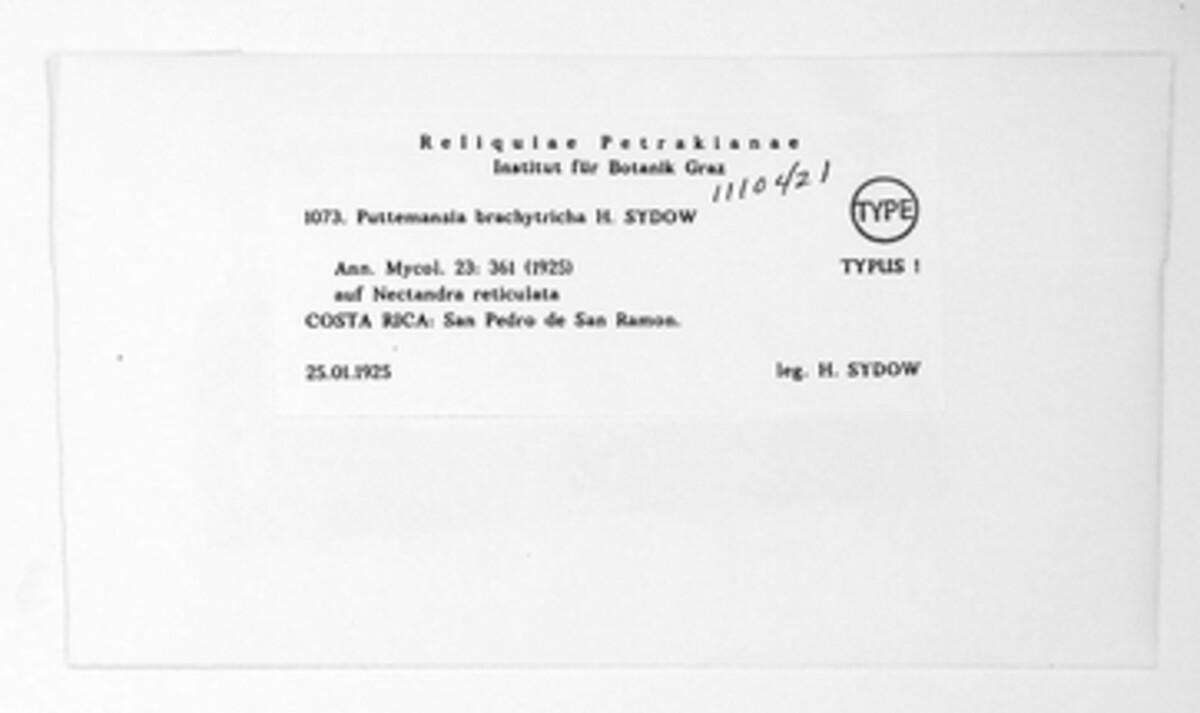 Reliquiae Petrakianae
Institut für Botanik Graz
11104/21
1073. Puttemansia brachytricha H. SYDOW
TYPE
Ann. Mycol. 23: 361 (1925)
TYPUS !
auf Nectandra reticulata
COSTA RICA: San Pedro de San Ramon.
25.01.1925
leg. H. SYDOW